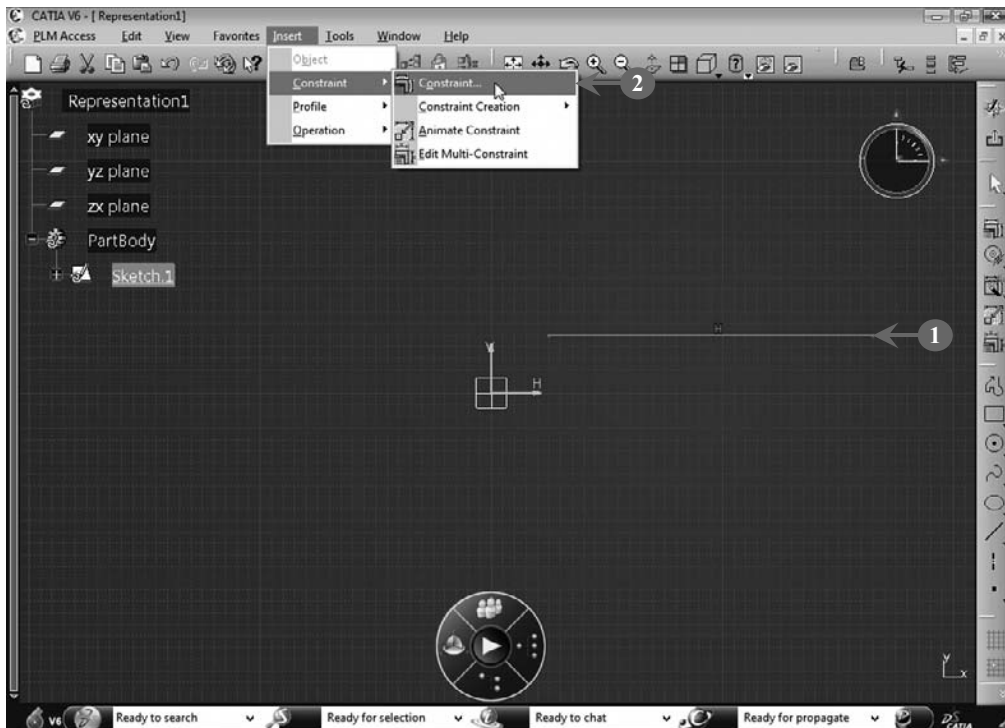 CATIA V6 - [ Representation1]
PLM Access Edit View Favorites Insert Tools Window Help
Object
Constraint
Profile
Operation
Constraint...
Constraint Creation
Animate Constraint
Edit Multi-Constraint
2
Representation1
xy plane
yz plane
zx plane
PartBody
Sketch.1
H
1
V
H
y
x
V6
Ready to search
Ready for selection
Ready to chat
Ready for propagate
CATIA